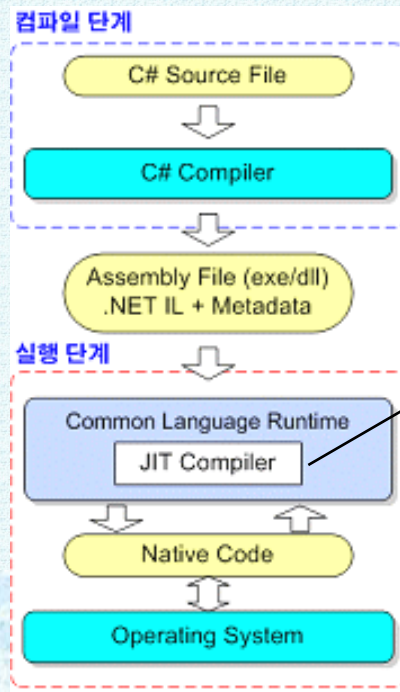 컴파일 단계
C# Source File
C# Compiler
Assembly File (exe/dll)
.NET IL + Metadata
실행 단계
Common Language Runtime
JIT Compiler
Native Code
Operating System